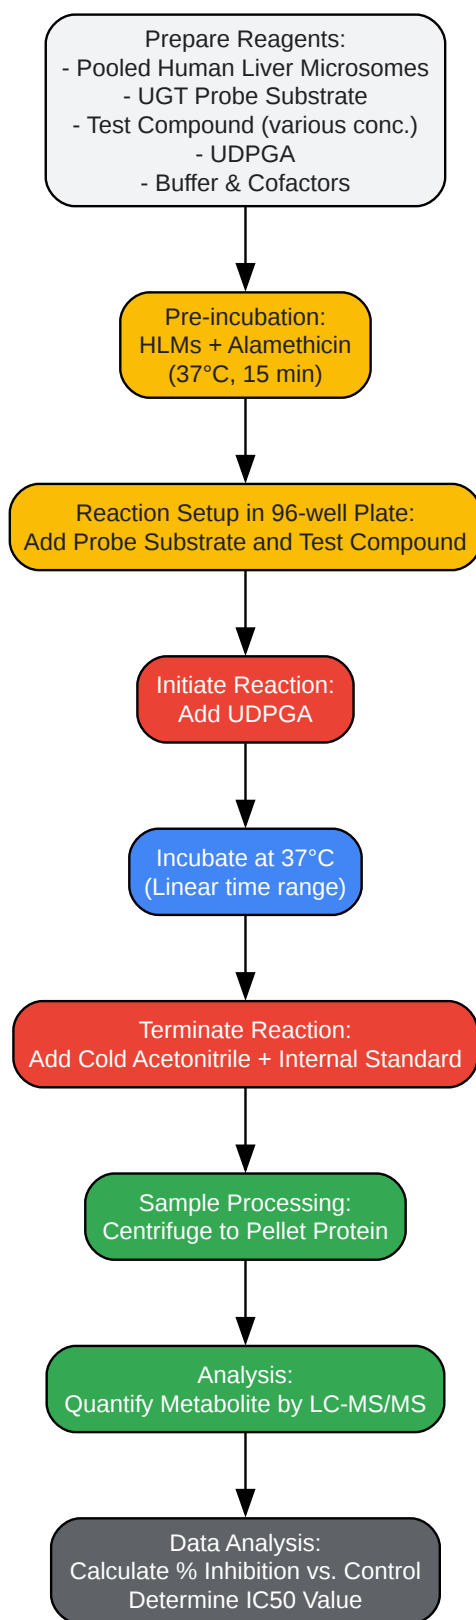 Prepare Reagents:
- Pooled Human Liver Microsomes
- UGT Probe Substrate
- Test Compound (various conc.)
- UDPGA
- Buffer & Cofactors
Pre-incubation:
HLMs + Alamethicin
(37°C, 15 min)
Reaction Setup in 96-well Plate:
Add Probe Substrate and Test Compound
Initiate Reaction:
Add UDPGA
Incubate at 37°C
(Linear time range)
Terminate Reaction:
Add Cold Acetonitrile + Internal Standard
Sample Processing:
Centrifuge to Pellet Protein
Analysis:
Quantify Metabolite by LC-MS/MS
Data Analysis:
Calculate % Inhibition vs. Control
Determine IC50 Value